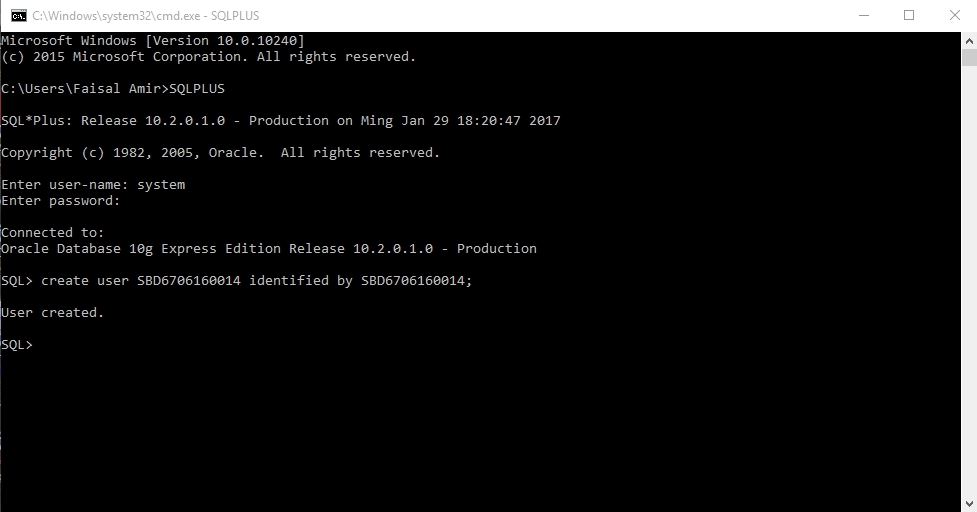 C:\Windows\system32\cmd.exe - SQLPLUS
Microsoft Windows [Version 10.0.10240]
(c) 2015 Microsoft Corporation. All rights reserved.
C:\Users\Faisal Amir>SQLPLUS
SQL*Plus: Release 10.2.0.1.0 - Production on Ming Jan 29 18:20:47 2017
Copyright (c) 1982, 2005, Oracle.  All rights reserved.
Enter user-name: system
Enter password:
Connected to:
Oracle Database 10g Express Edition Release 10.2.0.1.0 - Production
SQL> create user SBD6706160014 identified by SBD6706160014;
User created.
SQL>